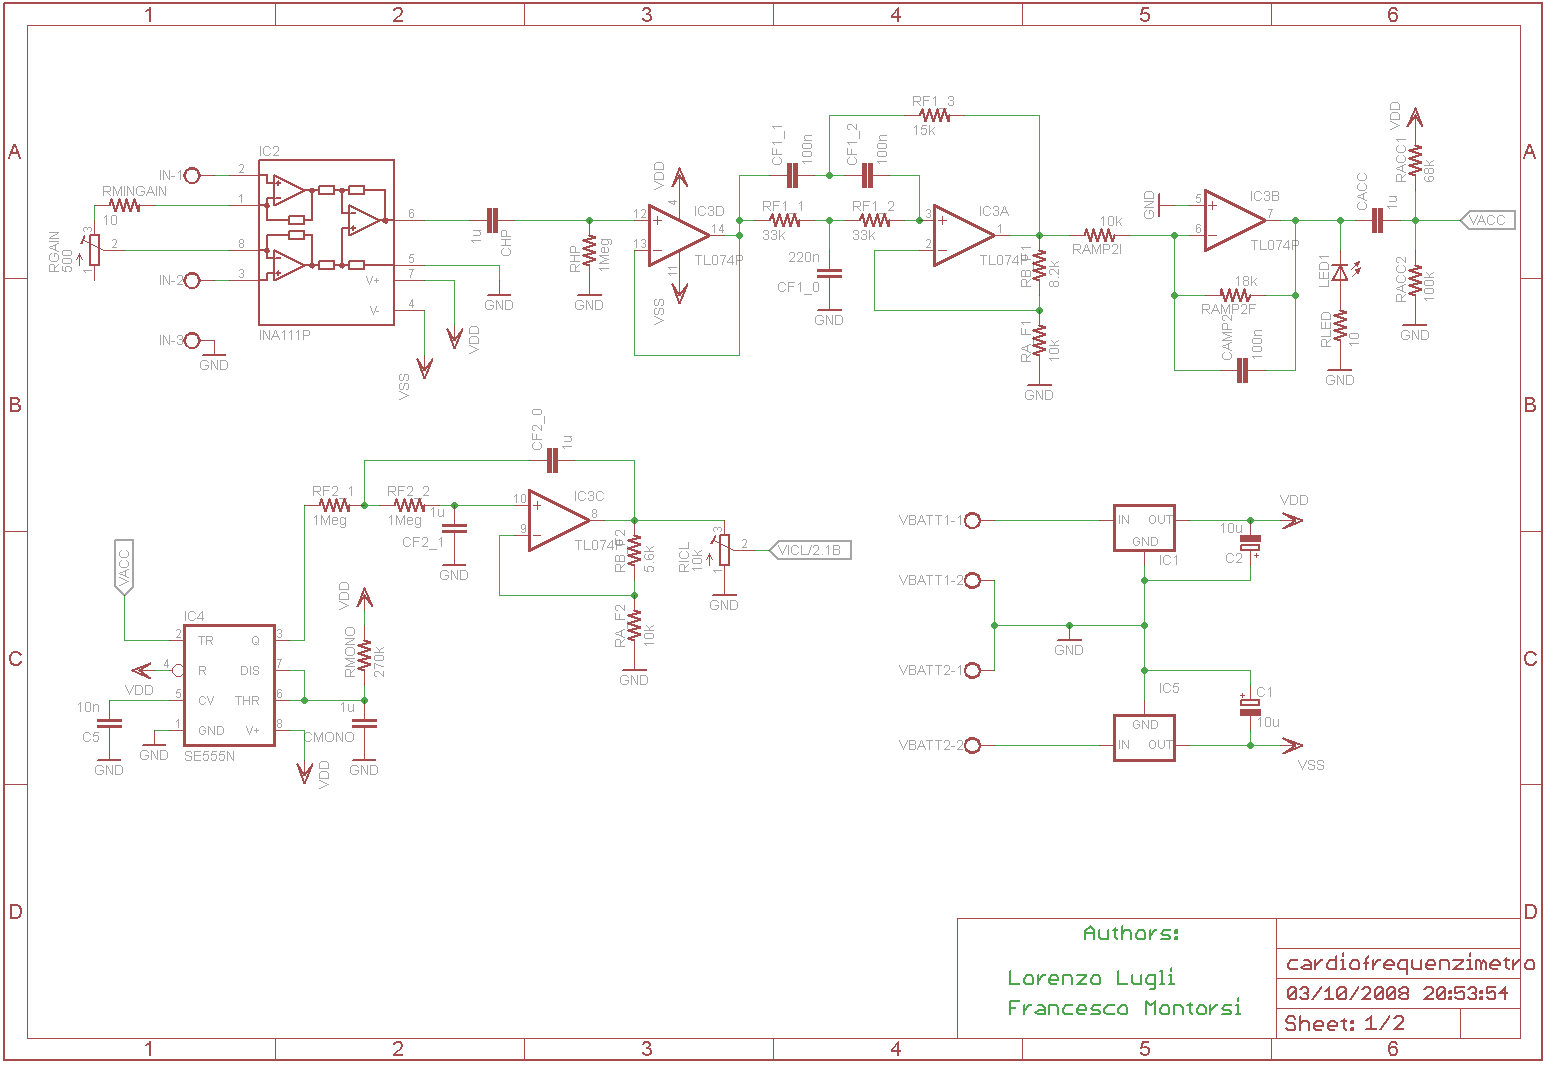 1 2 3 4 5 6
A A
B B
C C
D D
IC2
IN-1
2
RMINGAIN
1
10
RGAIN
500
3
2
1
8
IN-2
3
IN-3
GND
INA111P
6
5
7
V+
4
V-
GND
VDD
VSS
1u
CHP
RHP
1Meg
GND
VDD
4
12
13
14
IC3D
TL074P
11
VSS
CF1_1
100n
CF1_2
100n
RF1_3
15k
RF1_1
33k
RF1_2
33k
220n
CF1_0
GND
3
2
1
IC3A
TL074P
RB_F1
8.2k
RA_F1
10k
GND
10k
RAMP2I
GND
5
6
7
IC3B
TL074P
18k
RAMP2F
CAMP2
100n
LED1
RLED
10
GND
CACC
1u
VDD
RACC1
68k
RACC2
100k
GND
VACC
CF2_0
1u
RF2_1
1Meg
RF2_2
1Meg
1u
CF2_1
GND
10
9
8
IC3C
TL074P
RB_F2
5.6k
RA_F2
10k
GND
RICL
10k
3
2
1
GND
VICL/2.1B
VACC
IC4
2 TR Q 3
4 R DIS 7
5 CV THR 6
1 GND V+ 8
SE555N
VDD
10n
C5
GND
GND
VDD
RMONO
270k
1u
CMONO
GND
VDD
VBATT1-1
VBATT1-2
VBATT2-1
VBATT2-2
GND
IN OUT
GND
IC1
10u
C2
+
VDD
IC5
GND
IN OUT
+
C1
10u
VSS
Authors:
Lorenzo Lugli
Francesco Montorsi
cardiofrequenzimetro
03/10/2008 20:53:54
Sheet: 1/2
1 2 3 4 5 6